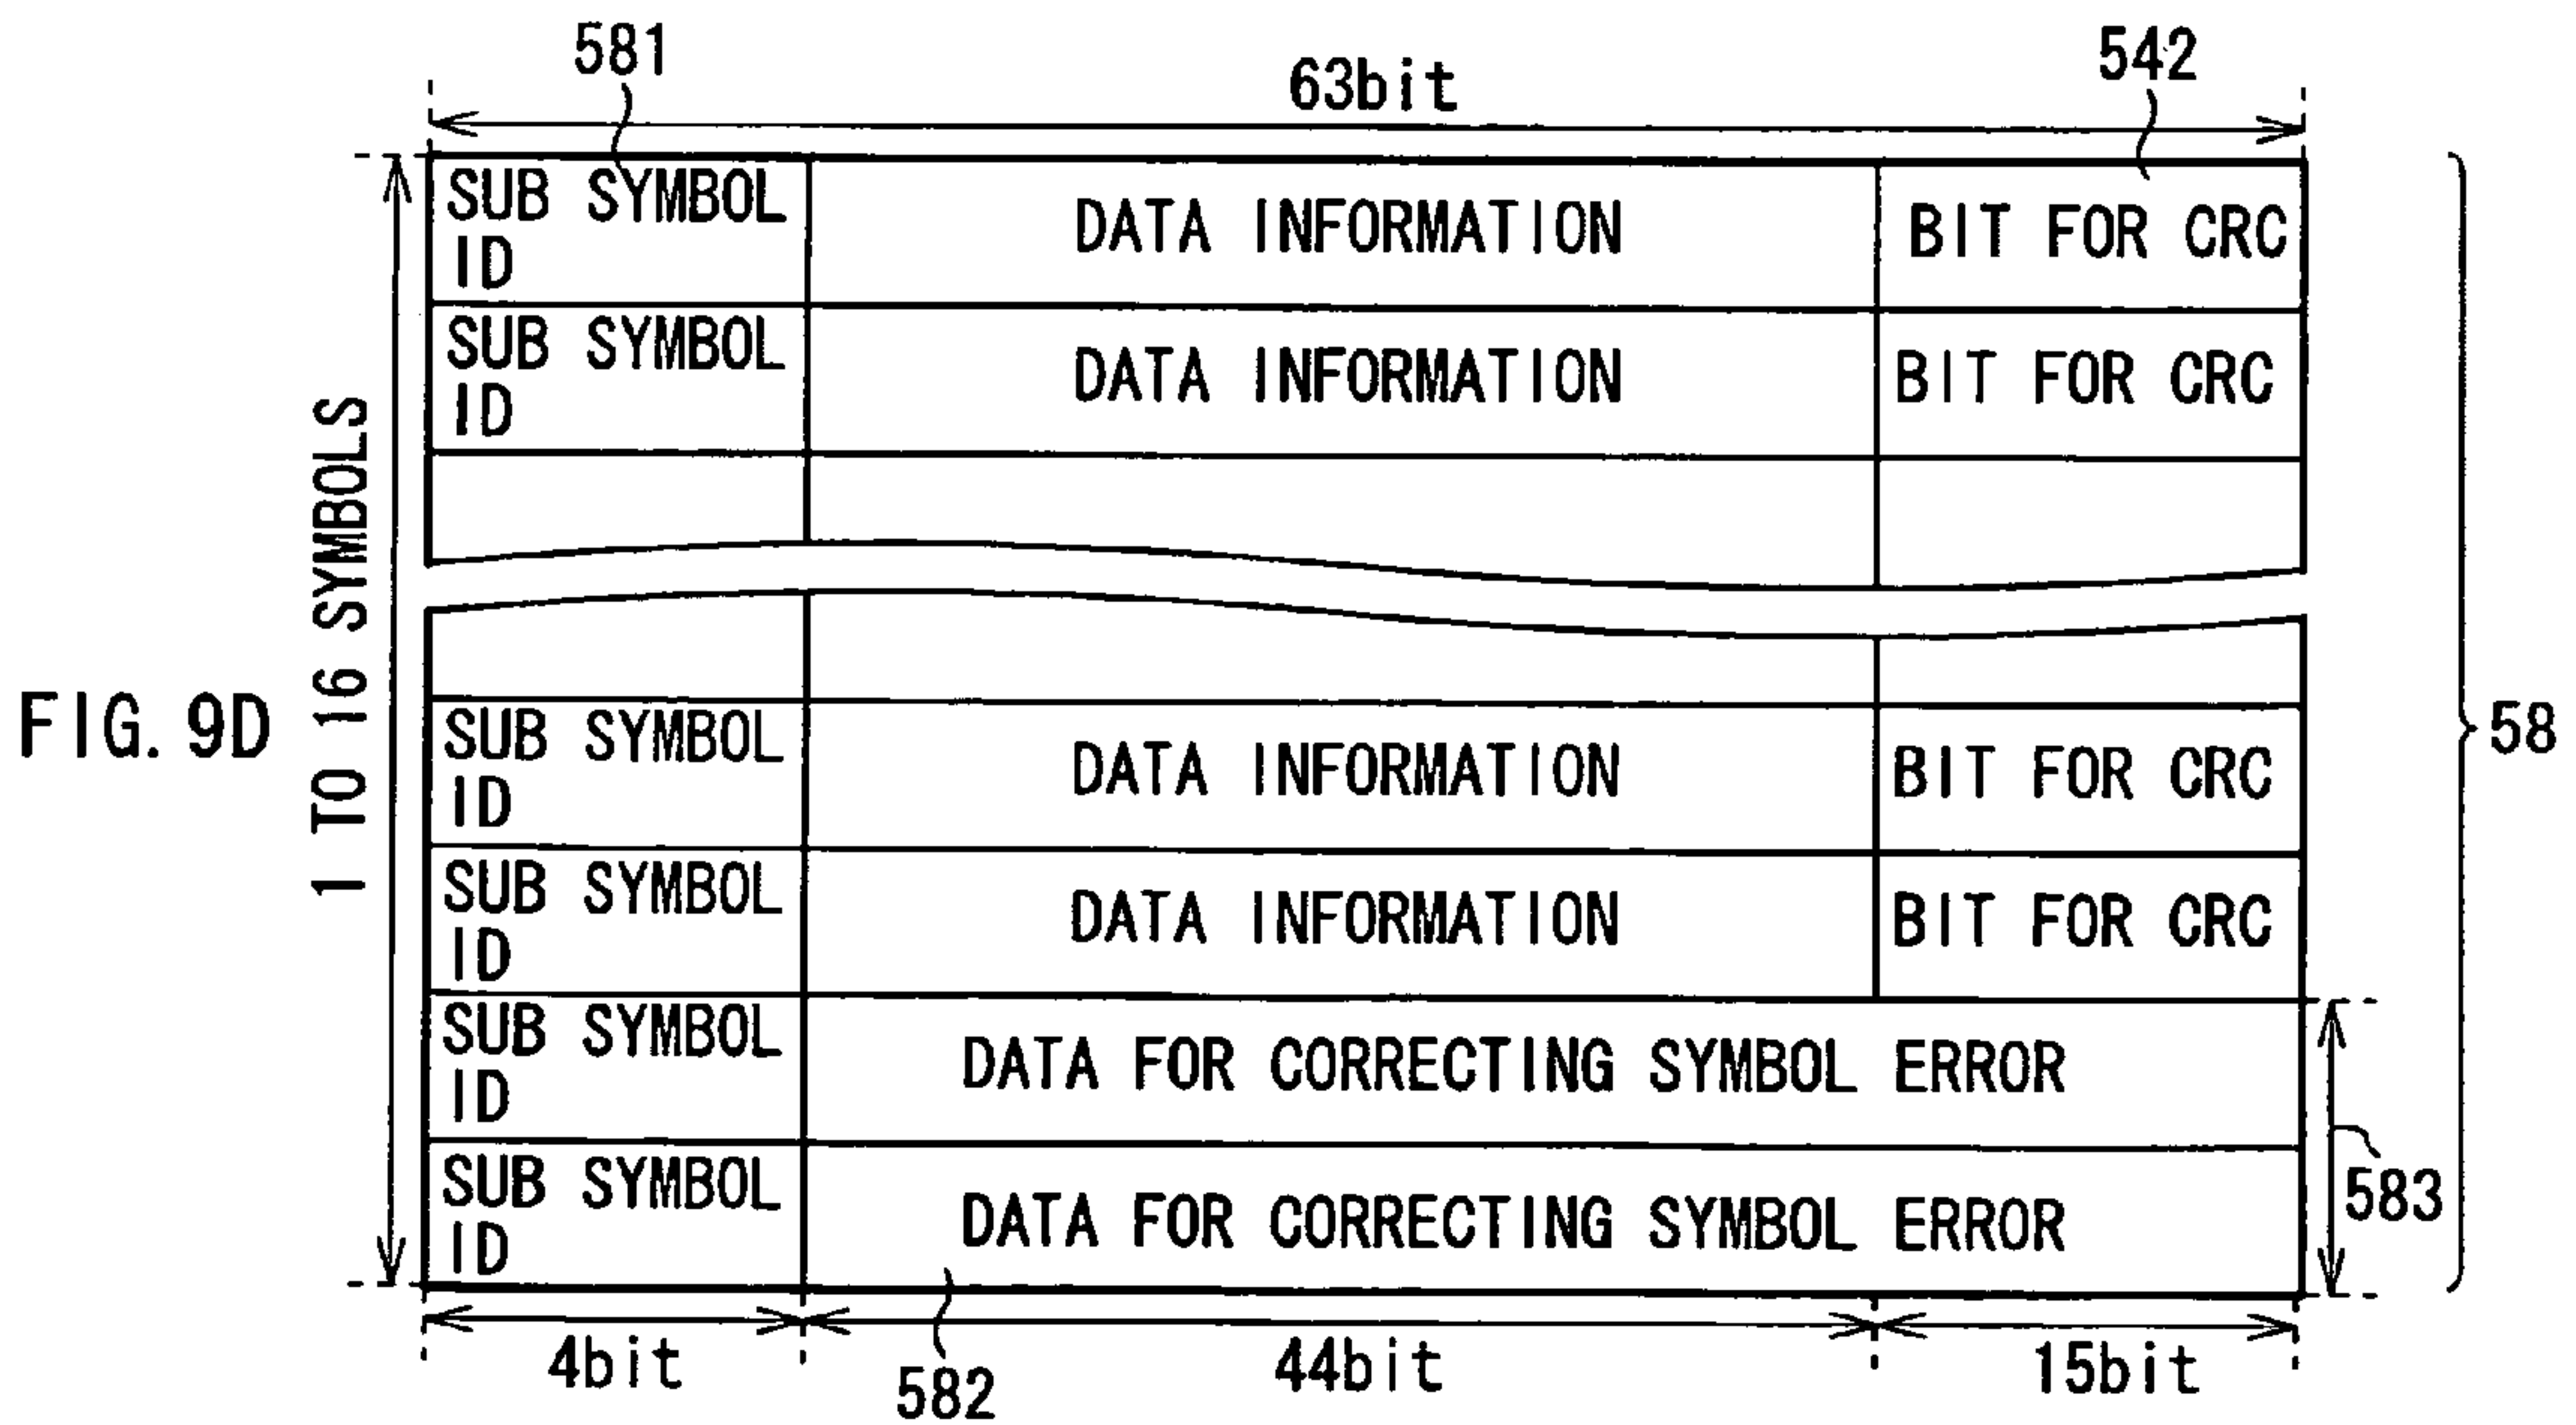 581
63bit
542
SUB SYMBOL
ID
DATA INFORMATION
BIT FOR CRC
SUB SYMBOL
ID
DATA INFORMATION
BIT FOR CRC
1 TO 16 SYMBOLS
FIG. 9D
58
SUB SYMBOL
ID
DATA INFORMATION
BIT FOR CRC
SUB SYMBOL
ID
DATA INFORMATION
BIT FOR CRC
SUB SYMBOL
ID
DATA FOR CORRECTING SYMBOL ERROR
SUB SYMBOL
ID
DATA FOR CORRECTING SYMBOL ERROR
583
4bit
582
44bit
15bit